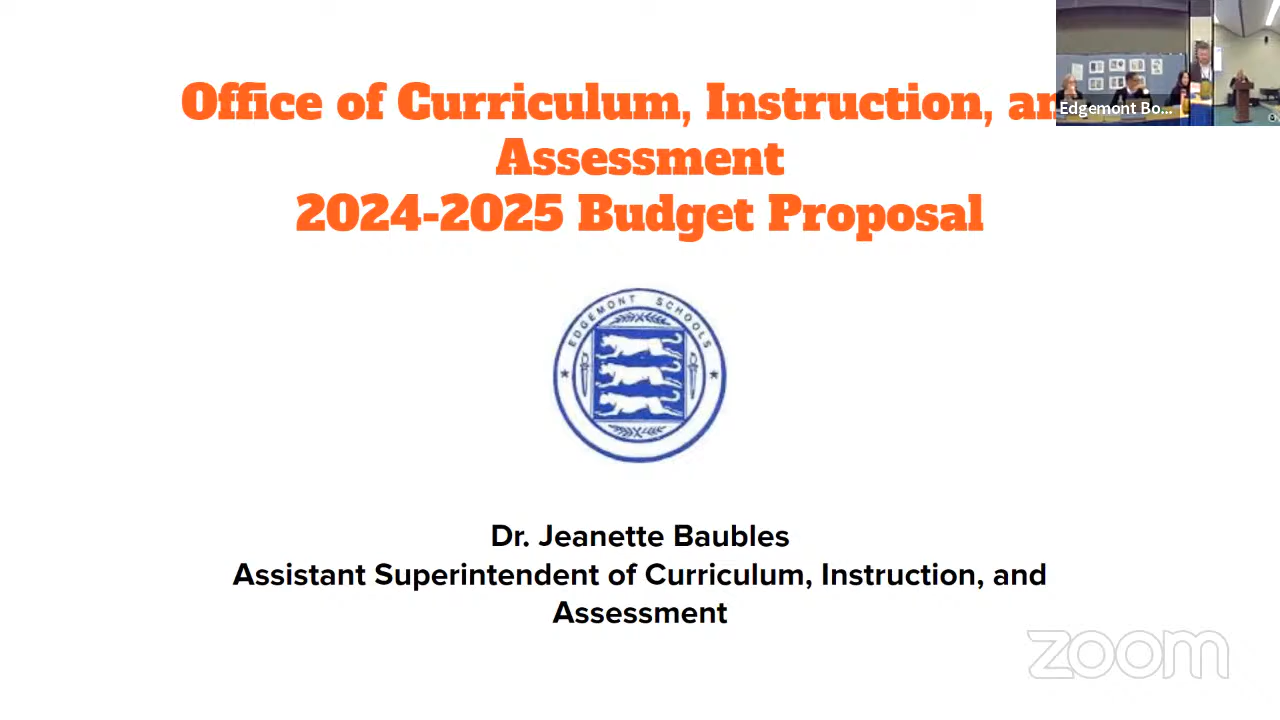 Office of Curriculum, Instruction, an
Assessment
2024-2025 Budget Proposal
Edgemont Bo...
EDGEMONT SCHOOLS
Dr. Jeanette Baubles
Assistant Superintendent of Curriculum, Instruction, and
Assessment
zoom